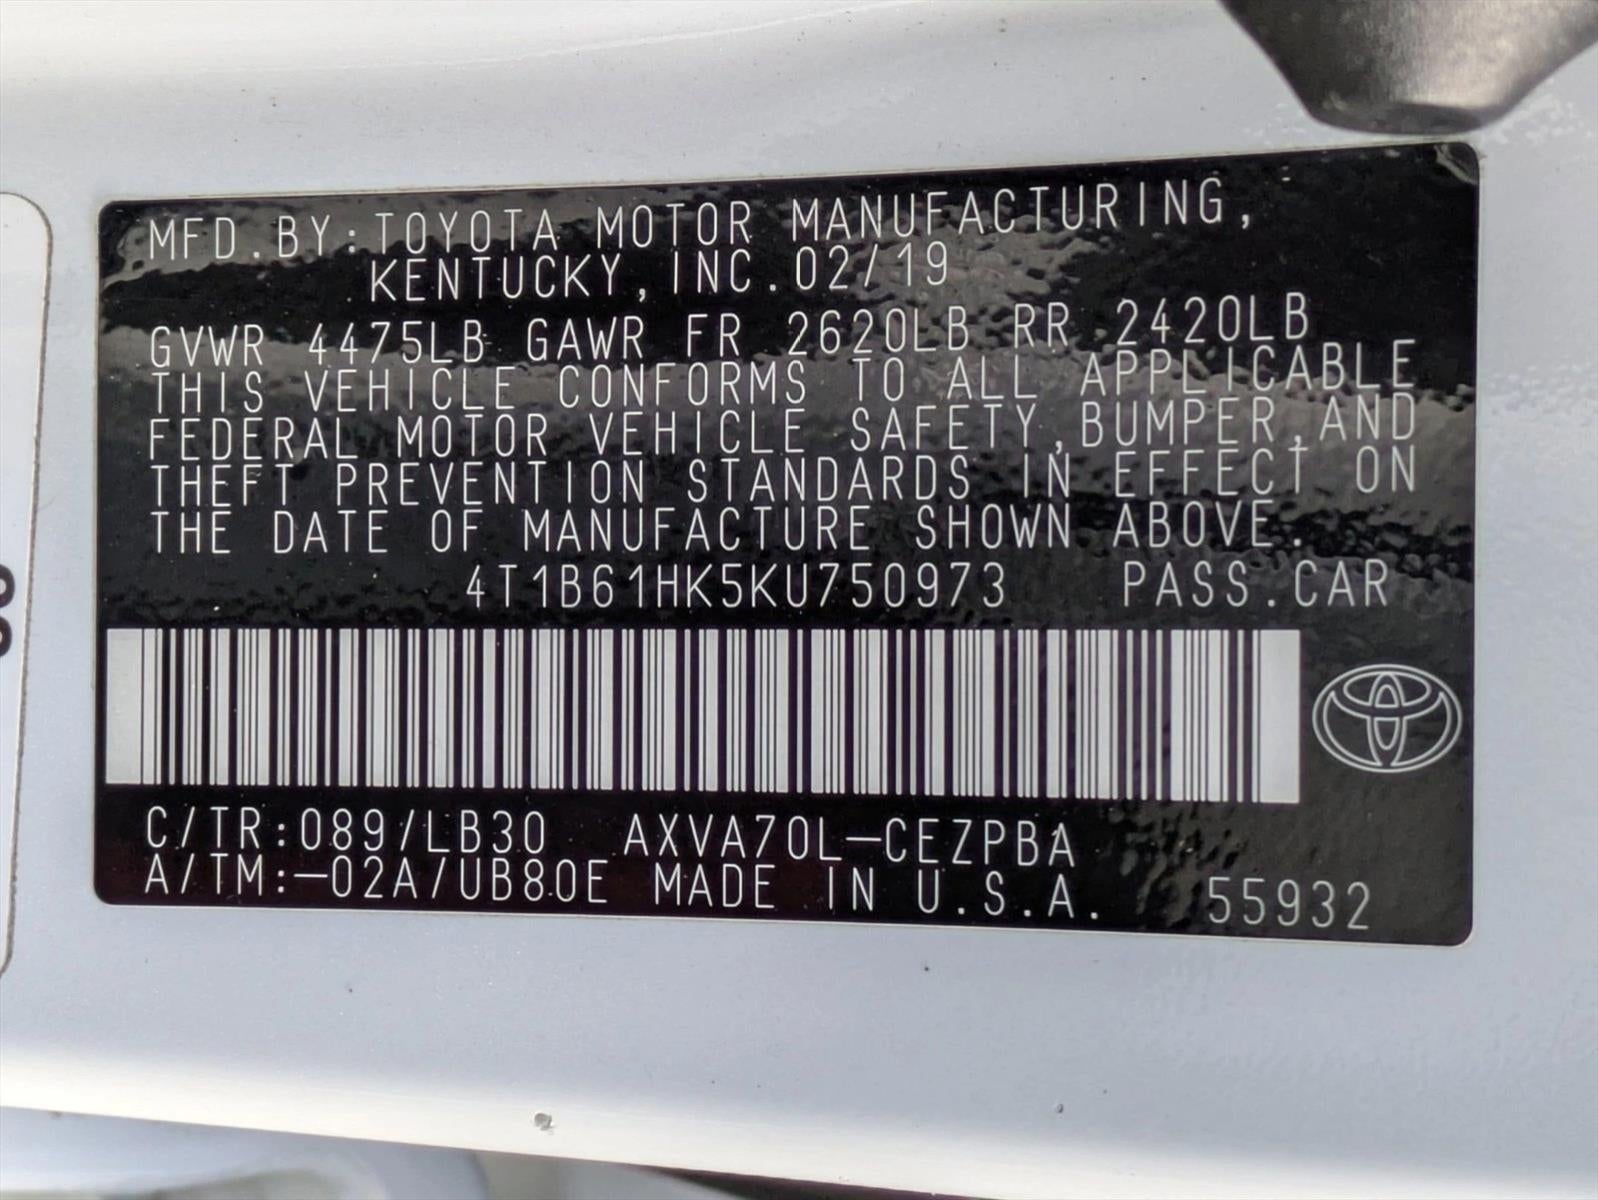 MFD.BY:TOYOTA MOTOR MANUFACTURING,
KENTUCKY,INC.02/19
GVWR 4475LB GAWR FR 2620LB RR 2420LB
THIS VEHICLE CONFORMS TO ALL APPLICABLE
FEDERAL MOTOR VEHICLE SAFETY,BUMPER,AND
THEFT PREVENTION STANDARDS IN EFFECT ON
THE DATE OF MANUFACTURE SHOWN ABOVE.
4T1B61HK5KU750973 PASS.CAR
C/TR:089/LB30 AXVA70L-CEZPBA
A/TM:-02A/UB80E MADE IN U.S.A. 55932